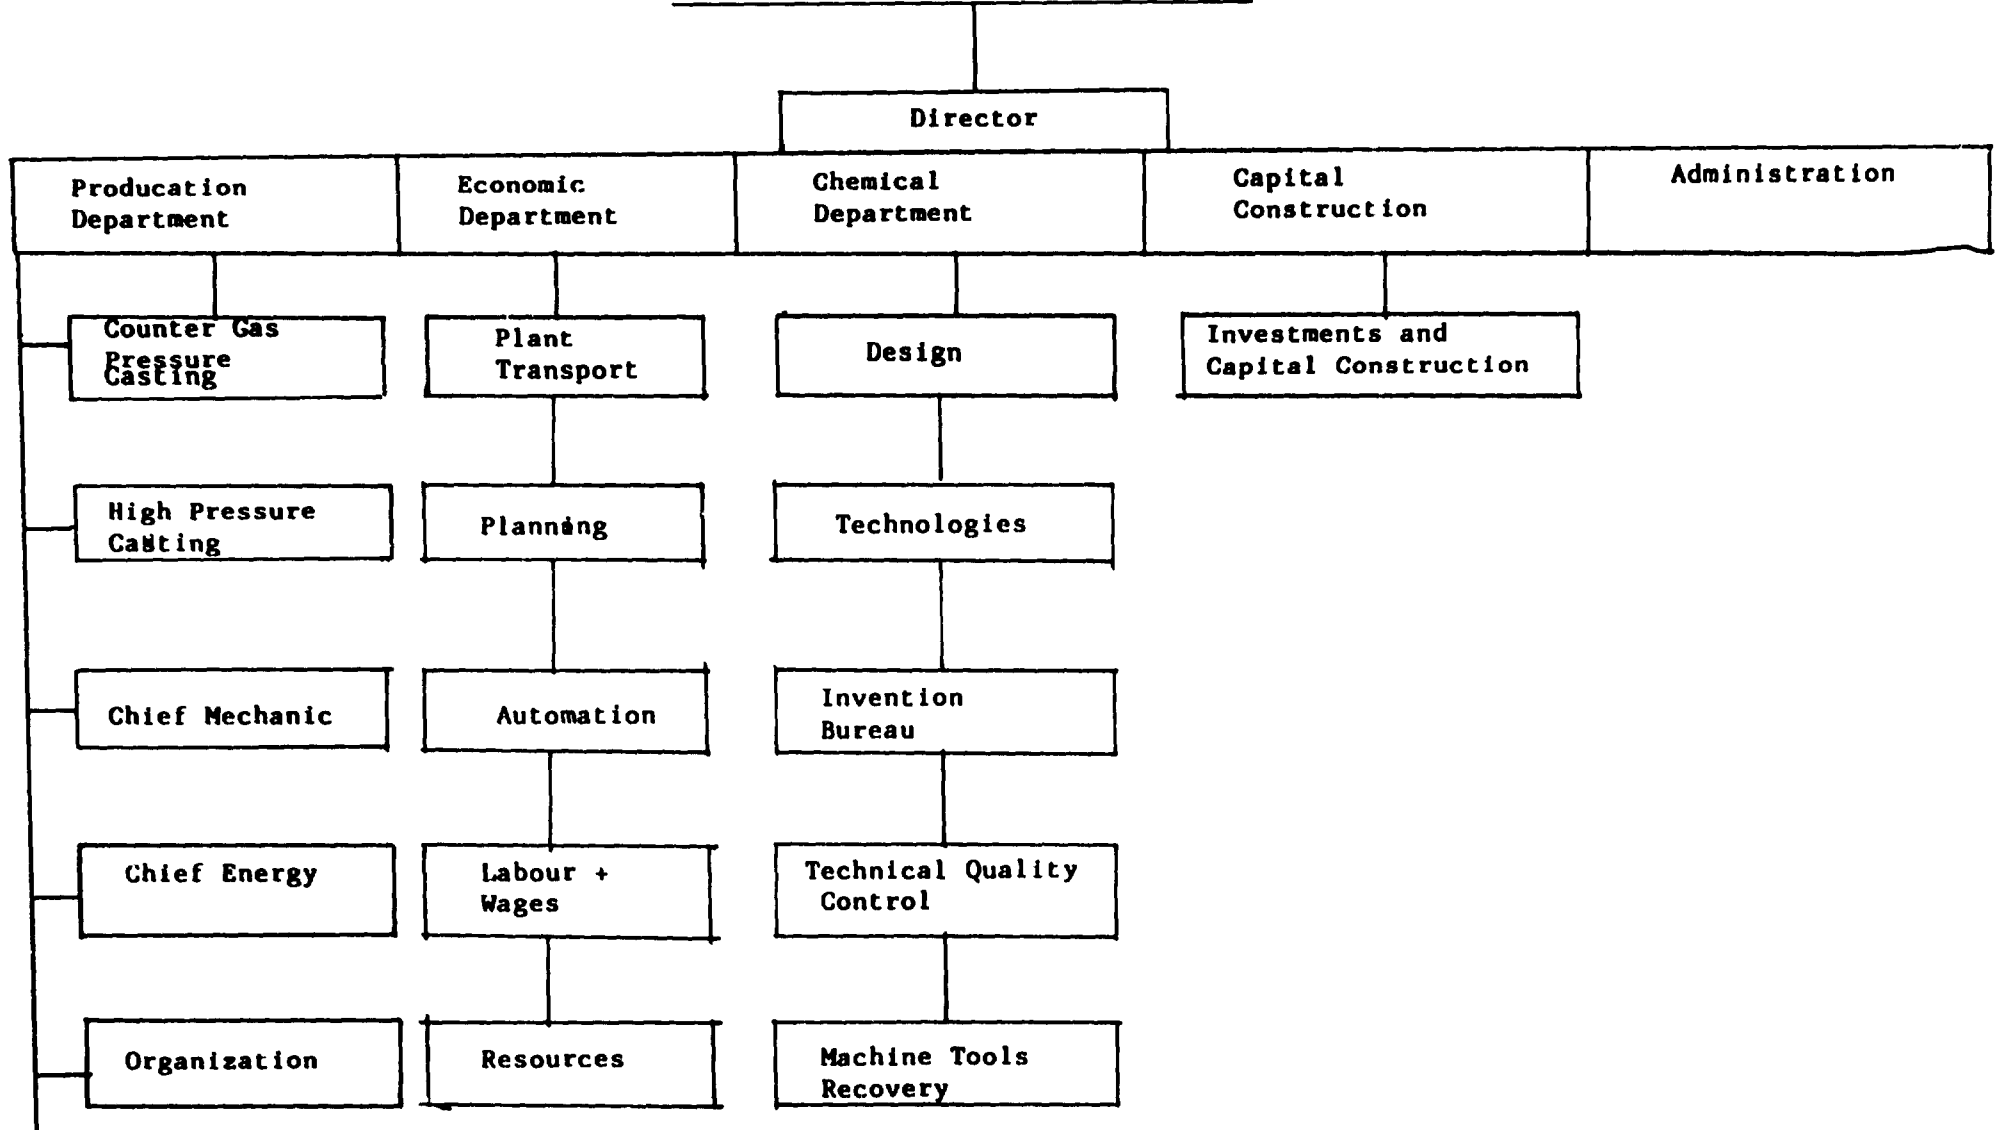 Director
Producation
Department
Economic
Department
Chemical
Department
Capital
Construction
Administration
Counter Gas
Pressure
Casting
Plant
Transport
Design
Investments and
Capital Construction
High Pressure
Casting
Planning
Technologies
Chief Mechanic
Automation
Invention
Bureau
Chief Energy
Labour +
Wages
Technical Quality
Control
Organization
Resources
Machine Tools
Recovery